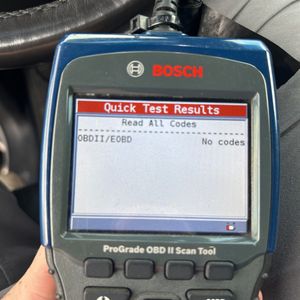 BOSCH
Quick Test Results
Read All Codes
OBDII/EOBD No codes
ProGrade OBD II Scan Tool